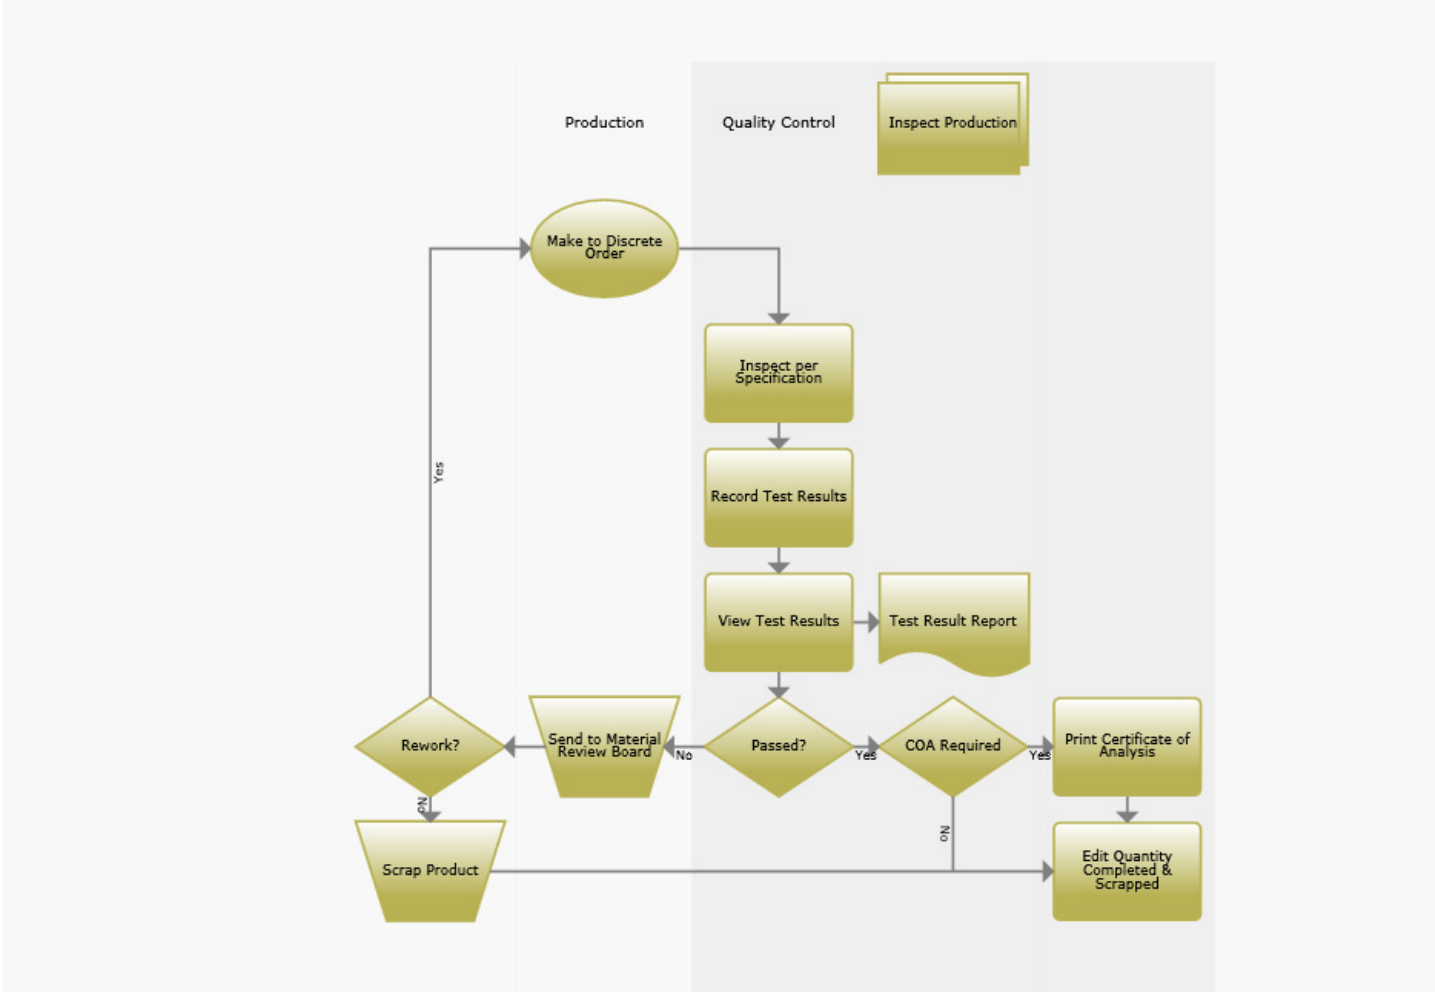 Production
Quality Control
Inspect Production
Make to Discrete
Order
Inspect per
Specification
Yes
Record Test Results
View Test Results
Test Result Report
Rework?
Send to Material
Review Board
No
Passed?
Yes
COA Required
Yes
Print Certificate of
Analysis
No
No
Scrap Product
Edit Quantity
Completed &
Scrapped